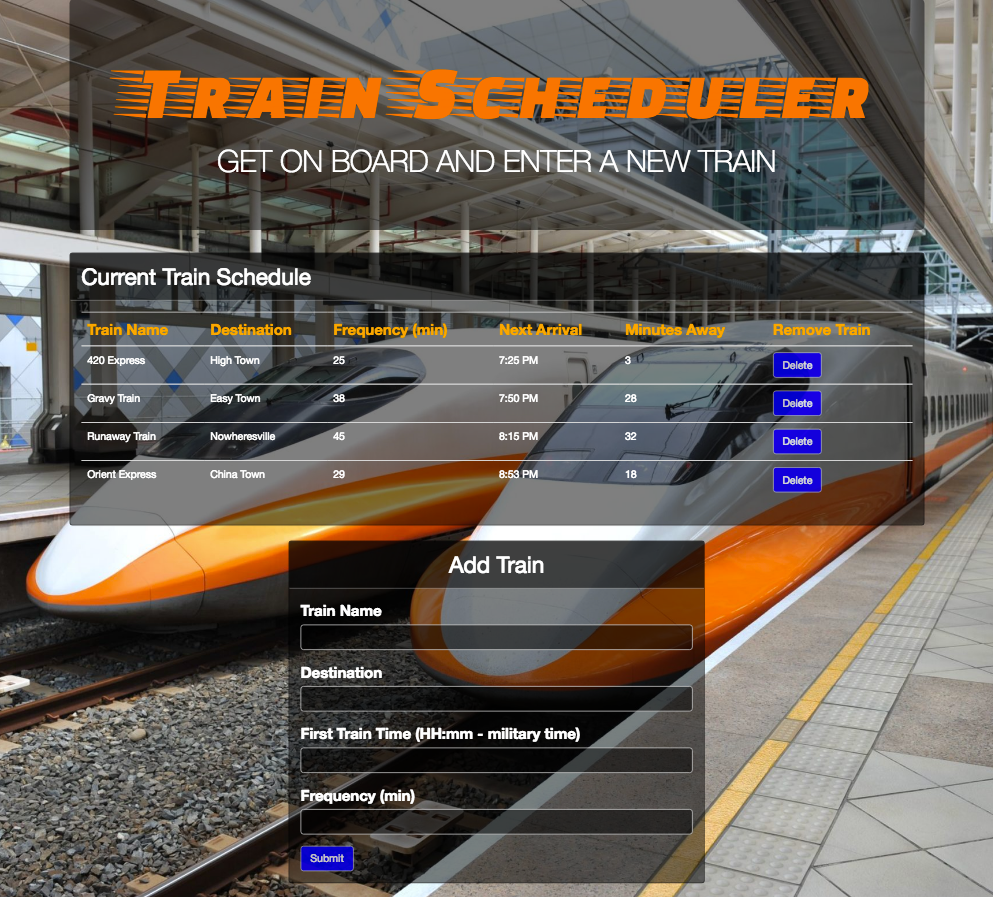 Train Scheduler
GET ON BOARD AND ENTER A NEW TRAIN
Current Train Schedule
Train Name Destination Frequency (min) Next Arrival Minutes Away Remove Train
420 Express High Town 25 7:25 PM 3 Delete
Gravy Train Easy Town 38 7:50 PM 28 Delete
Runaway Train Nowheresville 45 8:15 PM 32 Delete
Orient Express China Town 29 8:53 PM 18 Delete
Add Train
Train Name
Destination
First Train Time (HH:mm - military time)
Frequency (min)
Submit